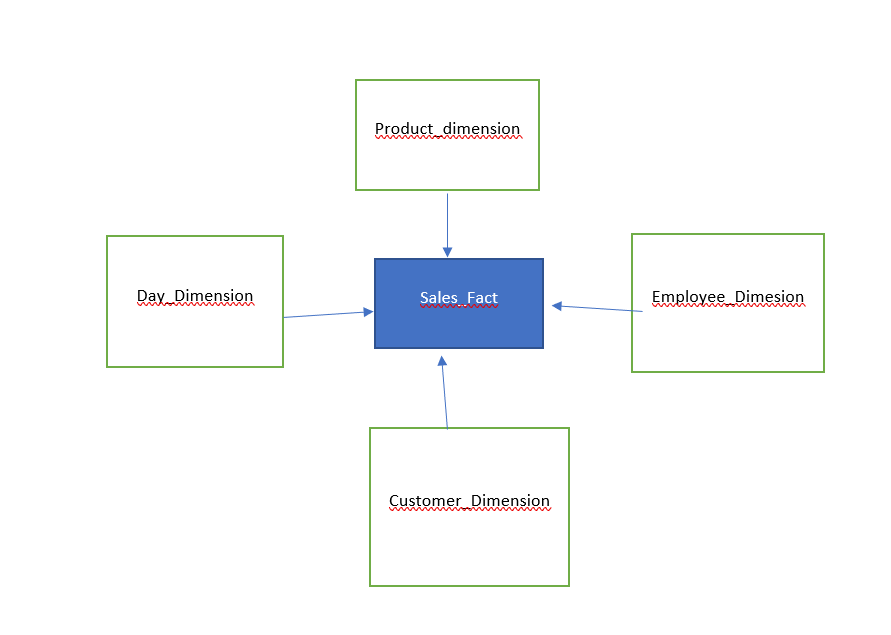 Product_dimension
Day_Dimension
Sales_Fact
Employee_Dimesion
Customer_Dimension